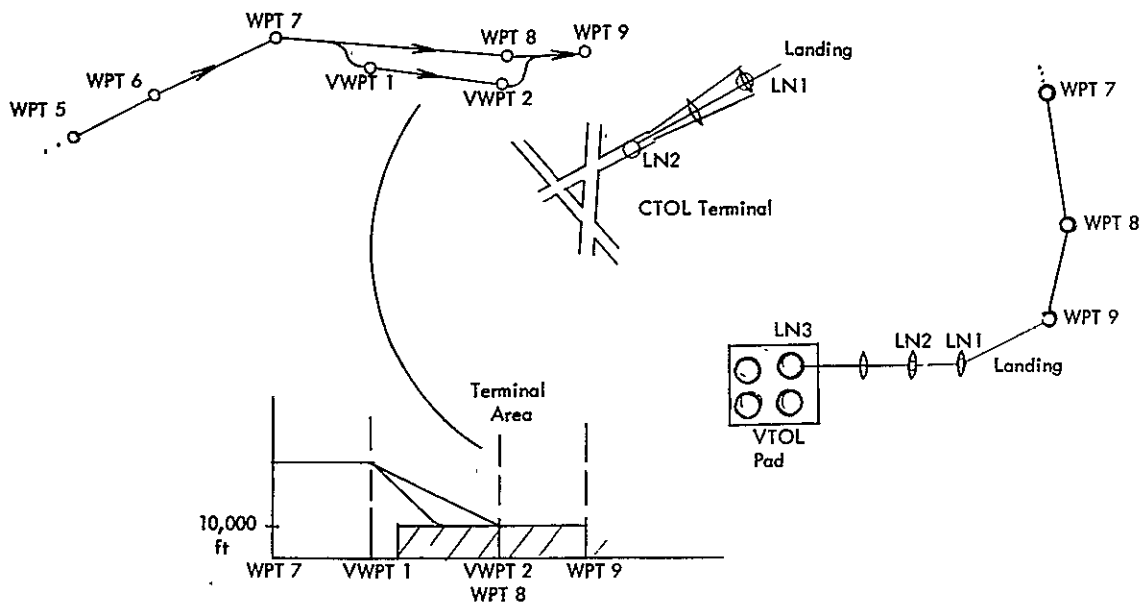 WPT 7
WPT 8
WPT 9
Landing
VWPT 1
LN1
WPT 6
VWPT 2
WPT 7
WPT 5
LN2
CTOL Terminal
WPT 8
WPT 9
LN3
LN2
LN1
Landing
Terminal
Area
VTOL
Pad
10,000
ft
WPT 7
VWPT 1
VWPT 2
WPT 9
WPT 8